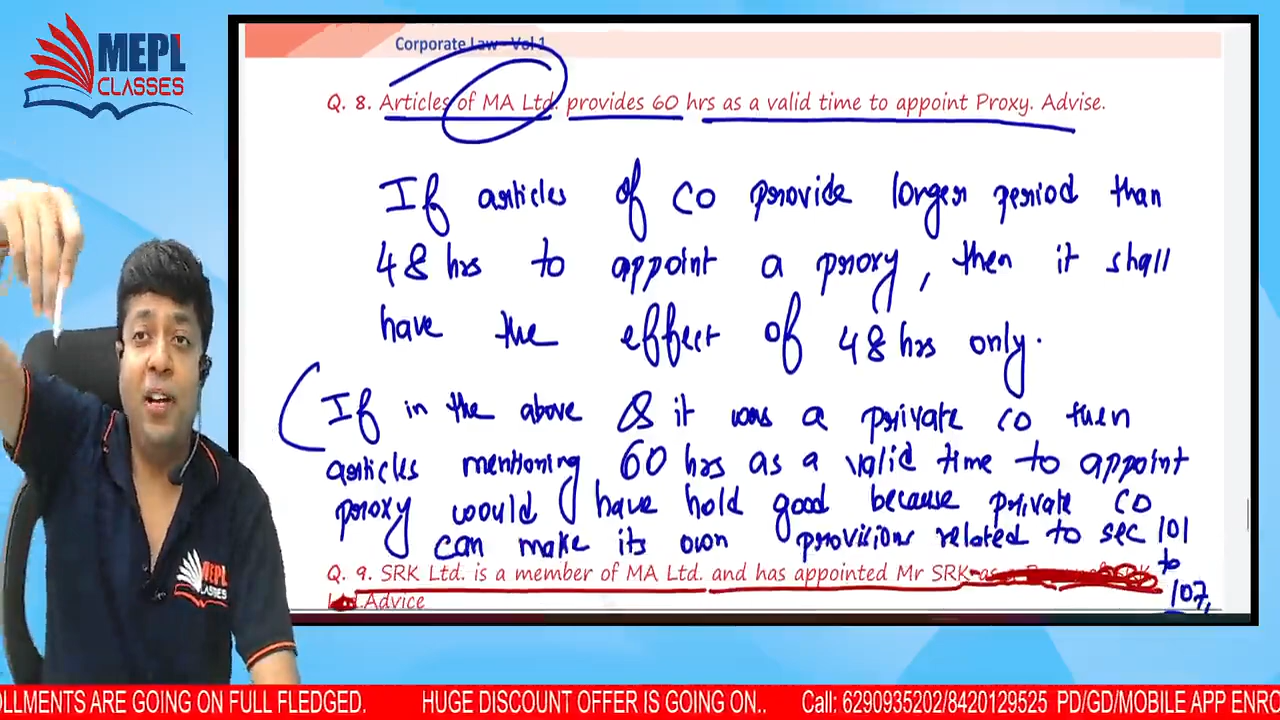 MEPL
CLASSES
Corporate Law - Vol 1
Q. 8. Articles of MA Ltd. provides 60 hrs as a valid time to appoint Proxy. Advise.
If articles of co provide longer period than
48 hrs to appoint a proxy, then it shall
have the effect of 48 hrs only.
If in the above Q it was a private co then
articles mentioning 60 hrs as a valid time to appoint
proxy would have hold good because private co
can make its own provisions related to sec 101
to
107,
Q. 9. SRK Ltd. is a member of MA Ltd. and has appointed Mr SRK
Advice
MEPL
CLASSES
OLLMENTS ARE GOING ON FULL FLEDGED. HUGE DISCOUNT OFFER IS GOING ON.. Call: 6290935202/8420129525 PD/GD/MOBILE APP ENRO